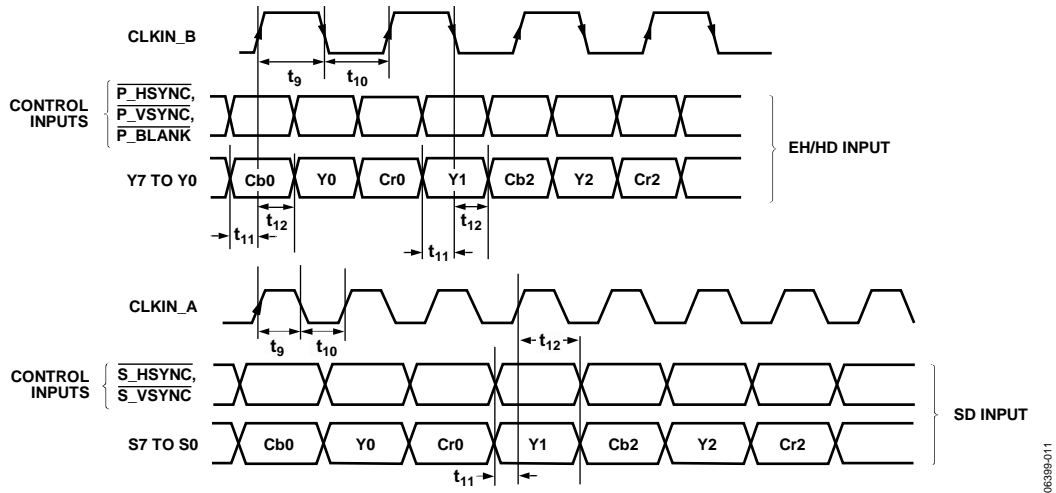 CLKIN_B
t9
t10
CONTROL
INPUTS
P_HSYNC,
P_VSYNC,
P_BLANK
EH/HD INPUT
Y7 TO Y0
Cb0
Y0
Cr0
Y1
Cb2
Y2
Cr2
t12
t12
t11
t11
CLKIN_A
t9
t10
t12
CONTROL
INPUTS
S_HSYNC,
S_VSYNC
SD INPUT
S7 TO S0
Cb0
Y0
Cr0
Y1
Cb2
Y2
Cr2
t11
06399-011